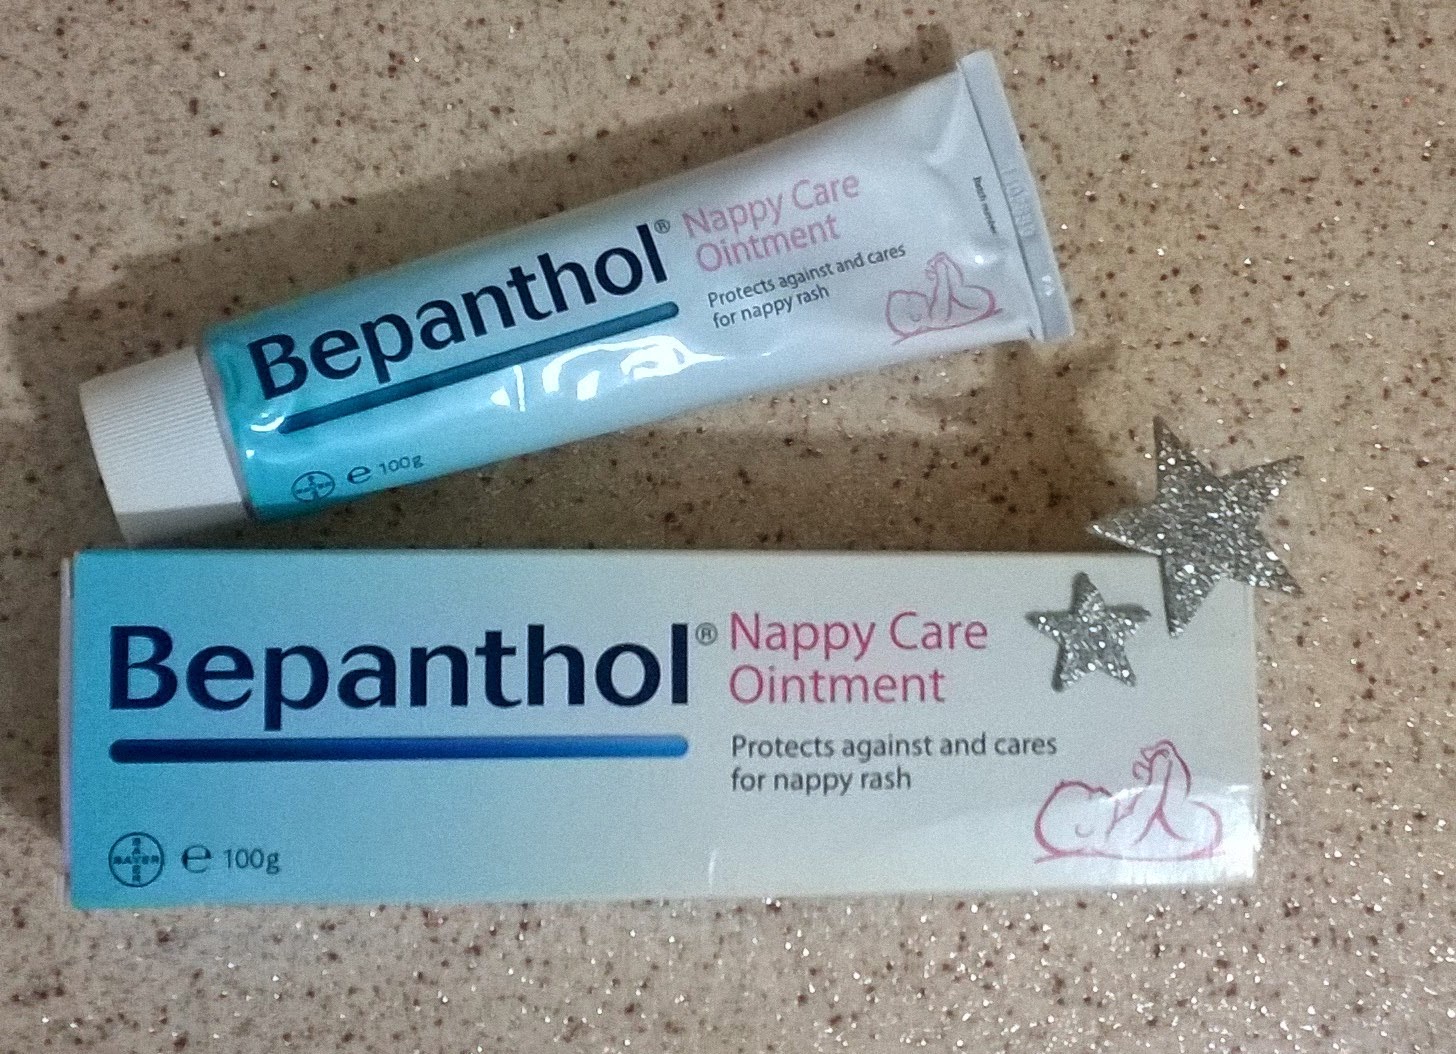 Bepanthol®
Nappy Care
Ointment
Protects against and cares
for nappy rash
BAYER
e 100g
Bepanthol®
Nappy Care
Ointment
Protects against and cares
for nappy rash
BAYER
e 100g